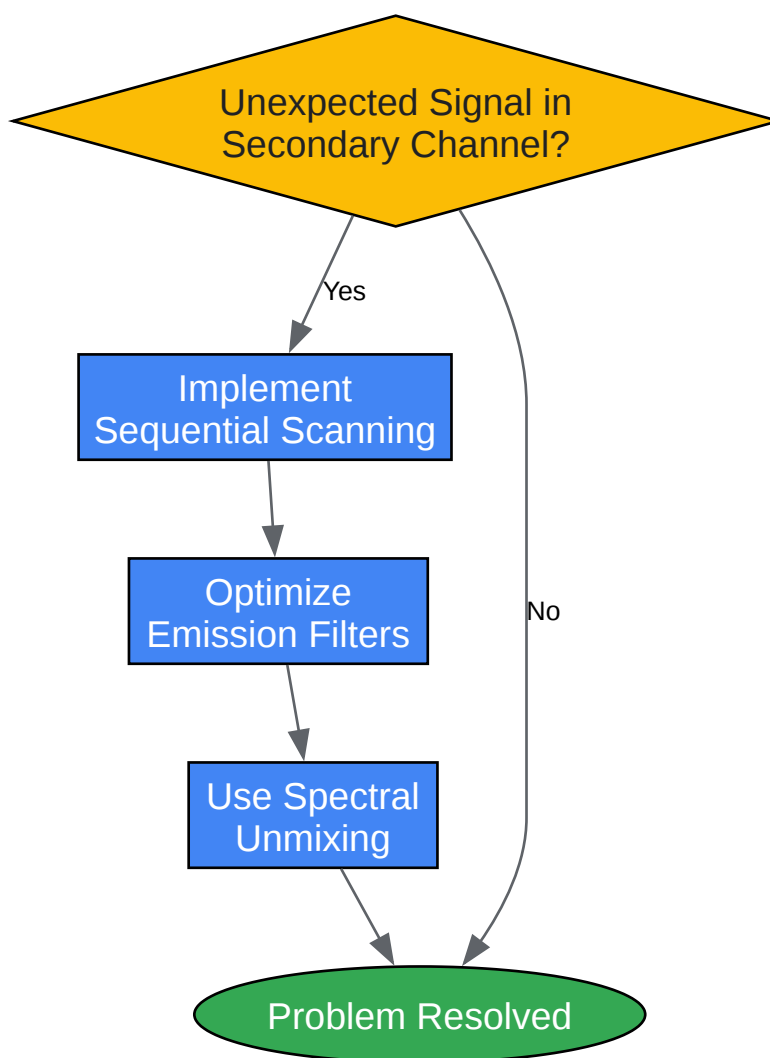 Unexpected Signal in
Secondary Channel?
Yes
Implement
Sequential Scanning
Optimize
Emission Filters
No
Use Spectral
Unmixing
Problem Resolved